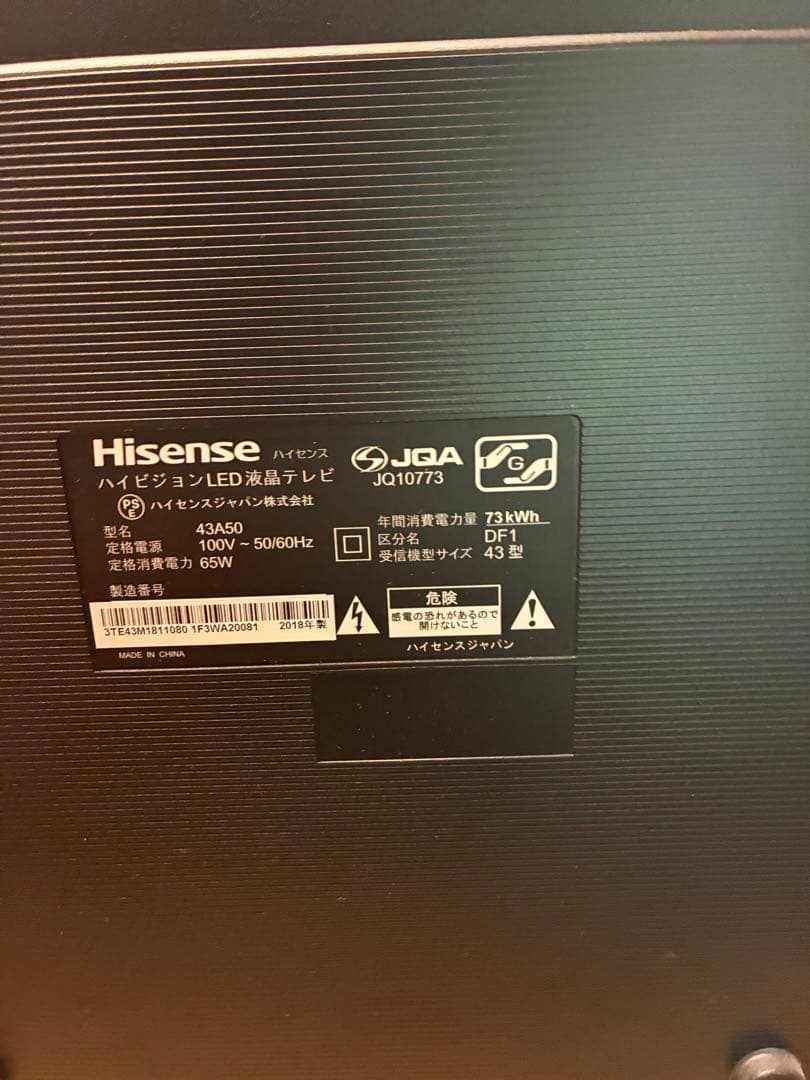 Hisense ハイセンス
ハイビジョンLED液晶テレビ
PS E ハイセンスジャパン株式会社
型名 43A50
定格電源 100V ~ 50/60Hz
定格消費電力 65W
製造番号
3TE43M1811080 1F3WA20081 2018年製
MADE IN CHINA
JQA
JQ10773
G
年間消費電力量 73kWh
区分名 DF1
受信機型サイズ 43型
危険
感電の恐れがあるので
開けないこと
ハイセンスジャパン